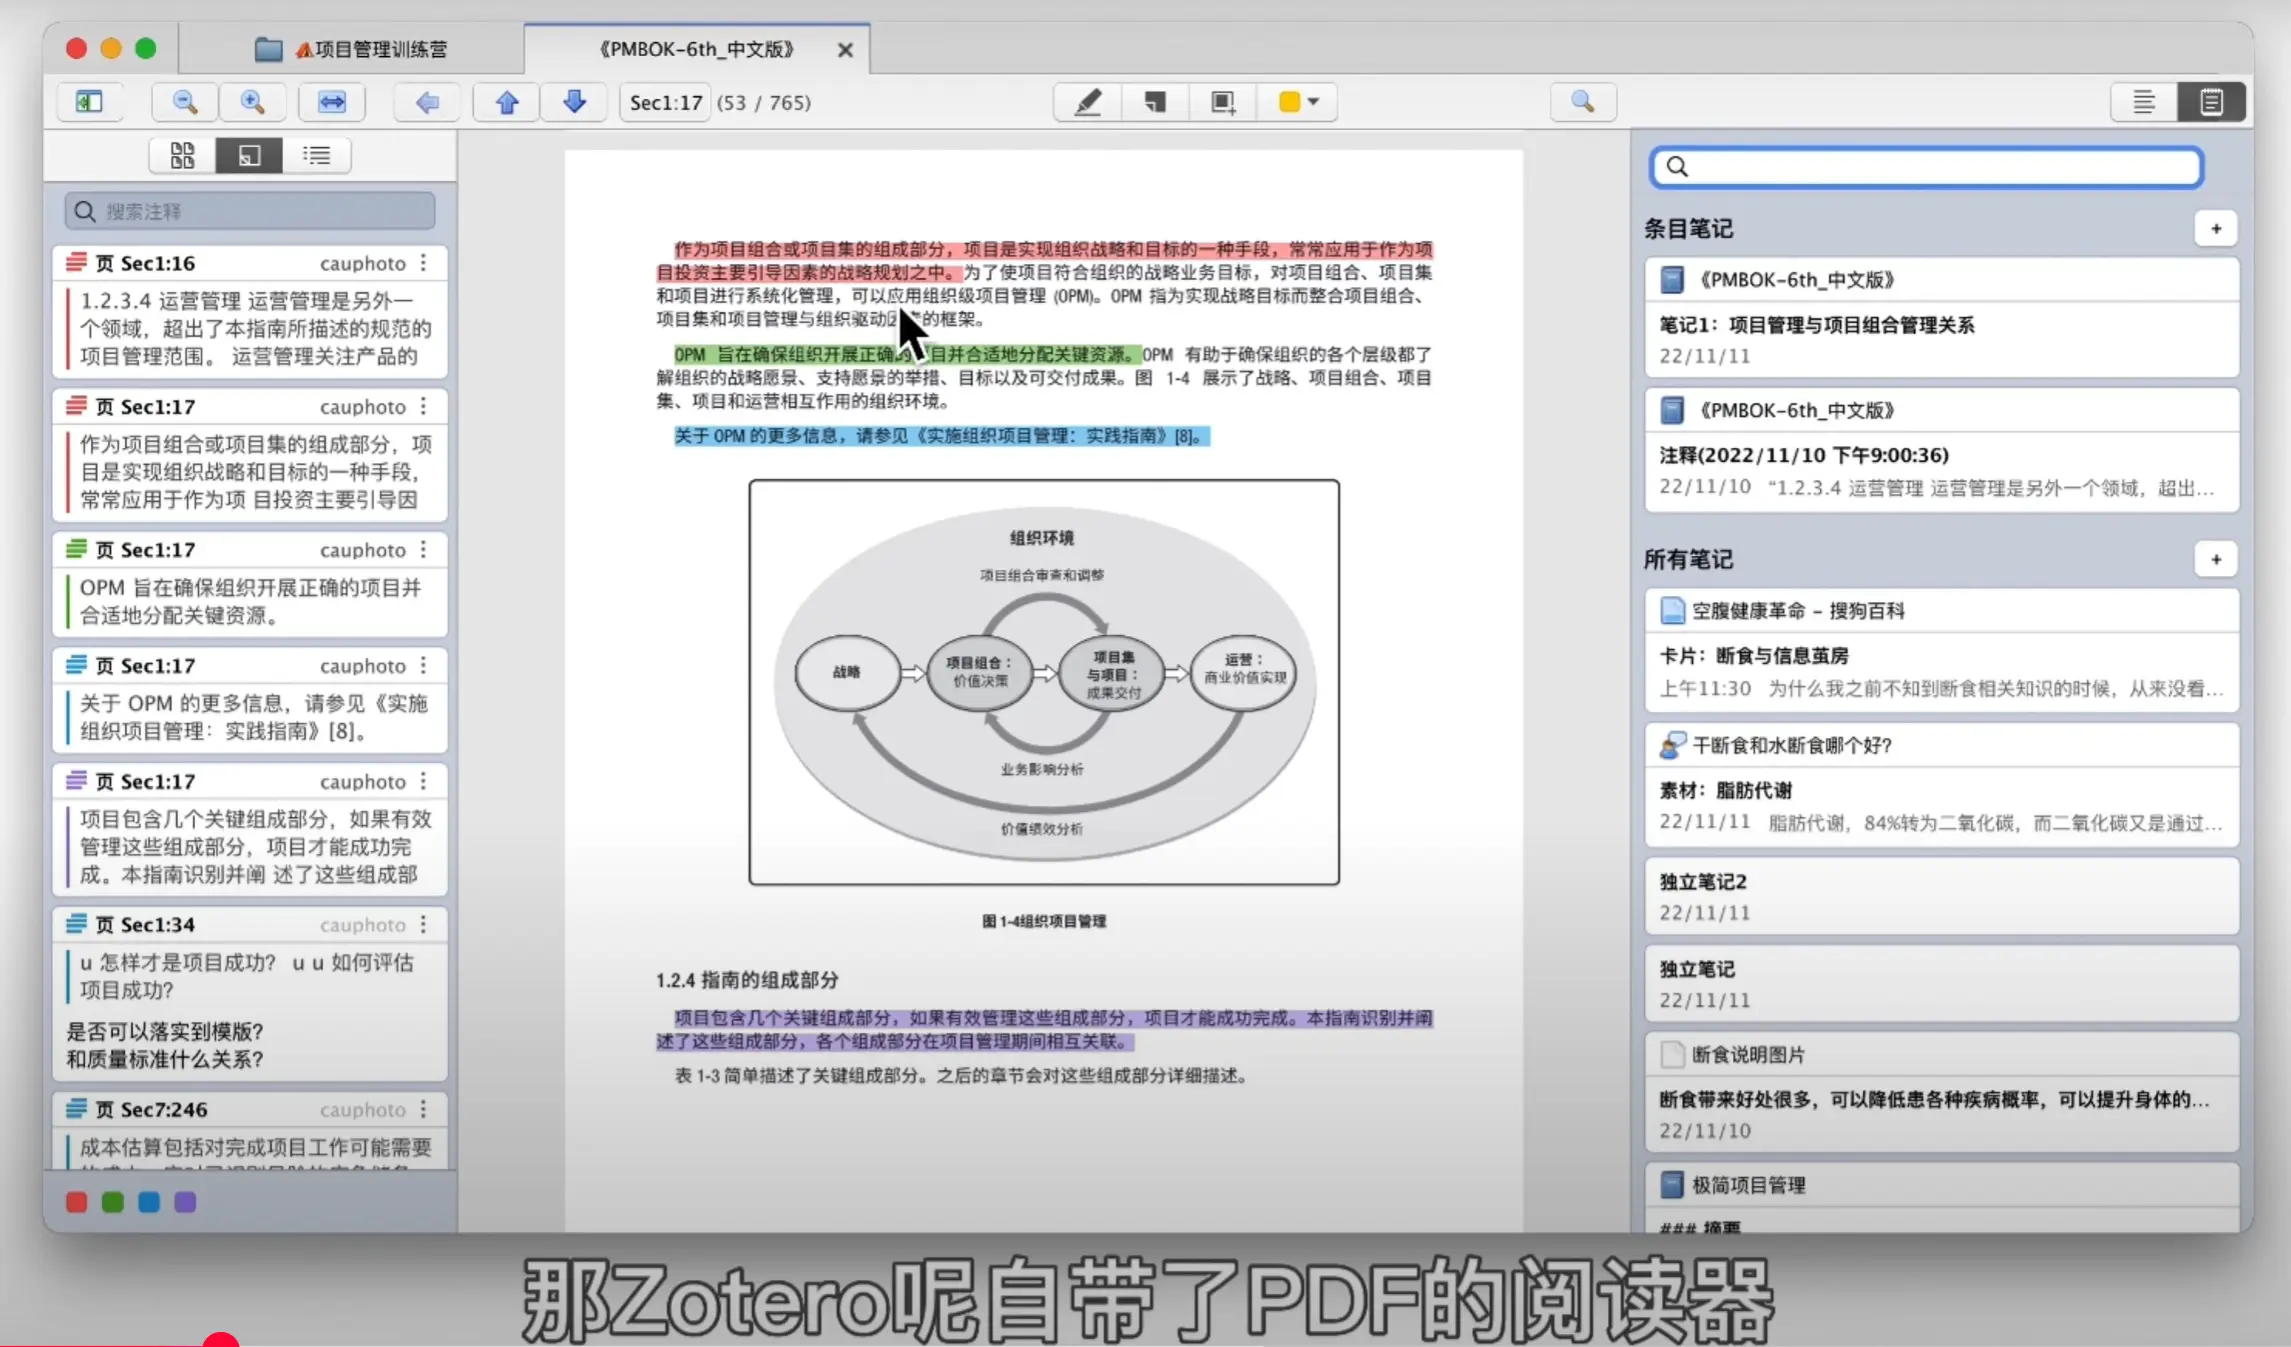 项目管理训练营
《PMBOK-6th_中文版》
Sec1:17 (53 / 765)
搜索注释
页 Sec1:16 cauphoto
1.2.3.4 运营管理 运营管理是另外一
个领域，超出了本指南所描述的规范的
项目管理范围。 运营管理关注产品的
页 Sec1:17 cauphoto
作为项目组合或项目集的组成部分，项
目是实现组织战略和目标的一种手段，
常常应用于作为项 目投资主要引导因
页 Sec1:17 cauphoto
OPM 旨在确保组织开展正确的项目并
合适地分配关键资源。
页 Sec1:17 cauphoto
关于 OPM 的更多信息，请参见《实施
组织项目管理：实践指南》[8]。
页 Sec1:17 cauphoto
项目包含几个关键组成部分，如果有效
管理这些组成部分，项目才能成功完
成。本指南识别并阐 述了这些组成部
页 Sec1:34 cauphoto
u 怎样才是项目成功？ u u 如何评估
项目成功？
是否可以落实到模版？
和质量标准什么关系？
页 Sec7:246 cauphoto
成本估算包括对完成项目工作可能需要
作为项目组合或项目集的组成部分，项目是实现组织战略和目标的一种手段，常常应用于作为项
目投资主要引导因素的战略规划之中。为了使项目符合组织的战略业务目标，对项目组合、项目集
和项目进行系统化管理，可以应用组织级项目管理 (OPM)。OPM 指为实现战略目标而整合项目组合、
项目集和项目管理与组织驱动因素的框架。
OPM 旨在确保组织开展正确的项目并合适地分配关键资源。OPM 有助于确保组织的各个层级都了
解组织的战略愿景、支持愿景的举措、目标以及可交付成果。图 1-4 展示了战略、项目组合、项目
集、项目和运营相互作用的组织环境。
关于 OPM 的更多信息，请参见《实施组织项目管理：实践指南》[8]。
组织环境
项目组合审查和调整
战略
项目组合：
价值决策
项目集
与项目：
成果交付
运营：
商业价值实现
业务影响分析
价值绩效分析
图 1-4组织项目管理
1.2.4 指南的组成部分
项目包含几个关键组成部分，如果有效管理这些组成部分，项目才能成功完成。本指南识别并阐
述了这些组成部分，各个组成部分在项目管理期间相互关联。
表 1-3 简单描述了关键组成部分。之后的章节会对这些组成部分详细描述。
条目笔记
+
《PMBOK-6th_中文版》
笔记1：项目管理与项目组合管理关系
22/11/11
《PMBOK-6th_中文版》
注释(2022/11/10 下午9:00:36)
22/11/10 “1.2.3.4 运营管理 运营管理是另外一个领域，超出...
所有笔记
+
空腹健康革命 - 搜狗百科
卡片：断食与信息茧房
上午11:30 为什么我之前不知到断食相关知识的时候，从来没看...
干断食和水断食哪个好?
素材：脂肪代谢
22/11/11 脂肪代谢，84%转为二氧化碳，而二氧化碳又是通过...
独立笔记2
22/11/11
独立笔记
22/11/11
断食说明图片
断食带来好处很多，可以降低患各种疾病概率，可以提升身体的...
22/11/10
极简项目管理
### 摘要
那Zotero呢自带了PDF的阅读器